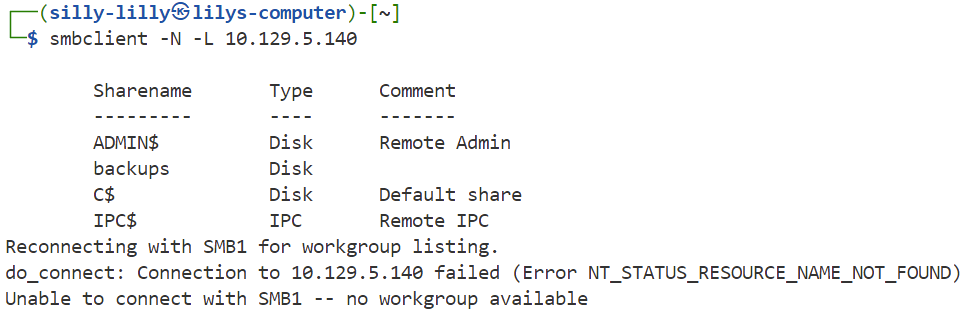 ┌──(silly-lilly㉿lilys-computer)-[~]
└─$ smbclient -N -L 10.129.5.140
Sharename Type Comment
--------- ---- -------
ADMIN$ Disk Remote Admin
backups Disk
C$ Disk Default share
IPC$ IPC Remote IPC
Reconnecting with SMB1 for workgroup listing.
do_connect: Connection to 10.129.5.140 failed (Error NT_STATUS_RESOURCE_NAME_NOT_FOUND)
Unable to connect with SMB1 -- no workgroup available